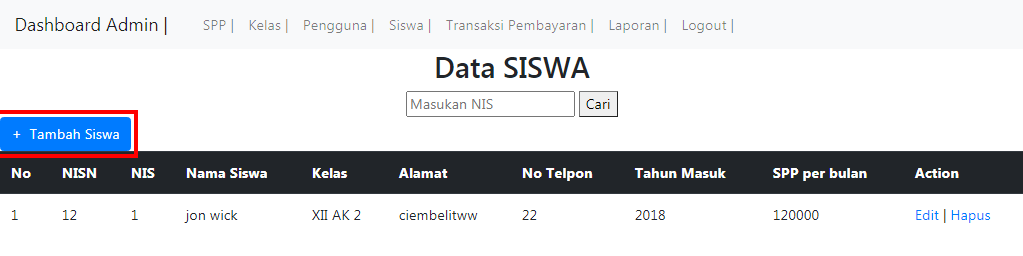 Dashboard Admin | SPP | Kelas | Pengguna | Siswa | Transaksi Pembayaran | Laporan | Logout |
Data SISWA
Masukan NIS Cari
+ Tambah Siswa
No NISN NIS Nama Siswa Kelas Alamat No Telpon Tahun Masuk SPP per bulan Action
1 12 1 jon wick XII AK 2 ciembelitww 22 2018 120000 Edit | Hapus